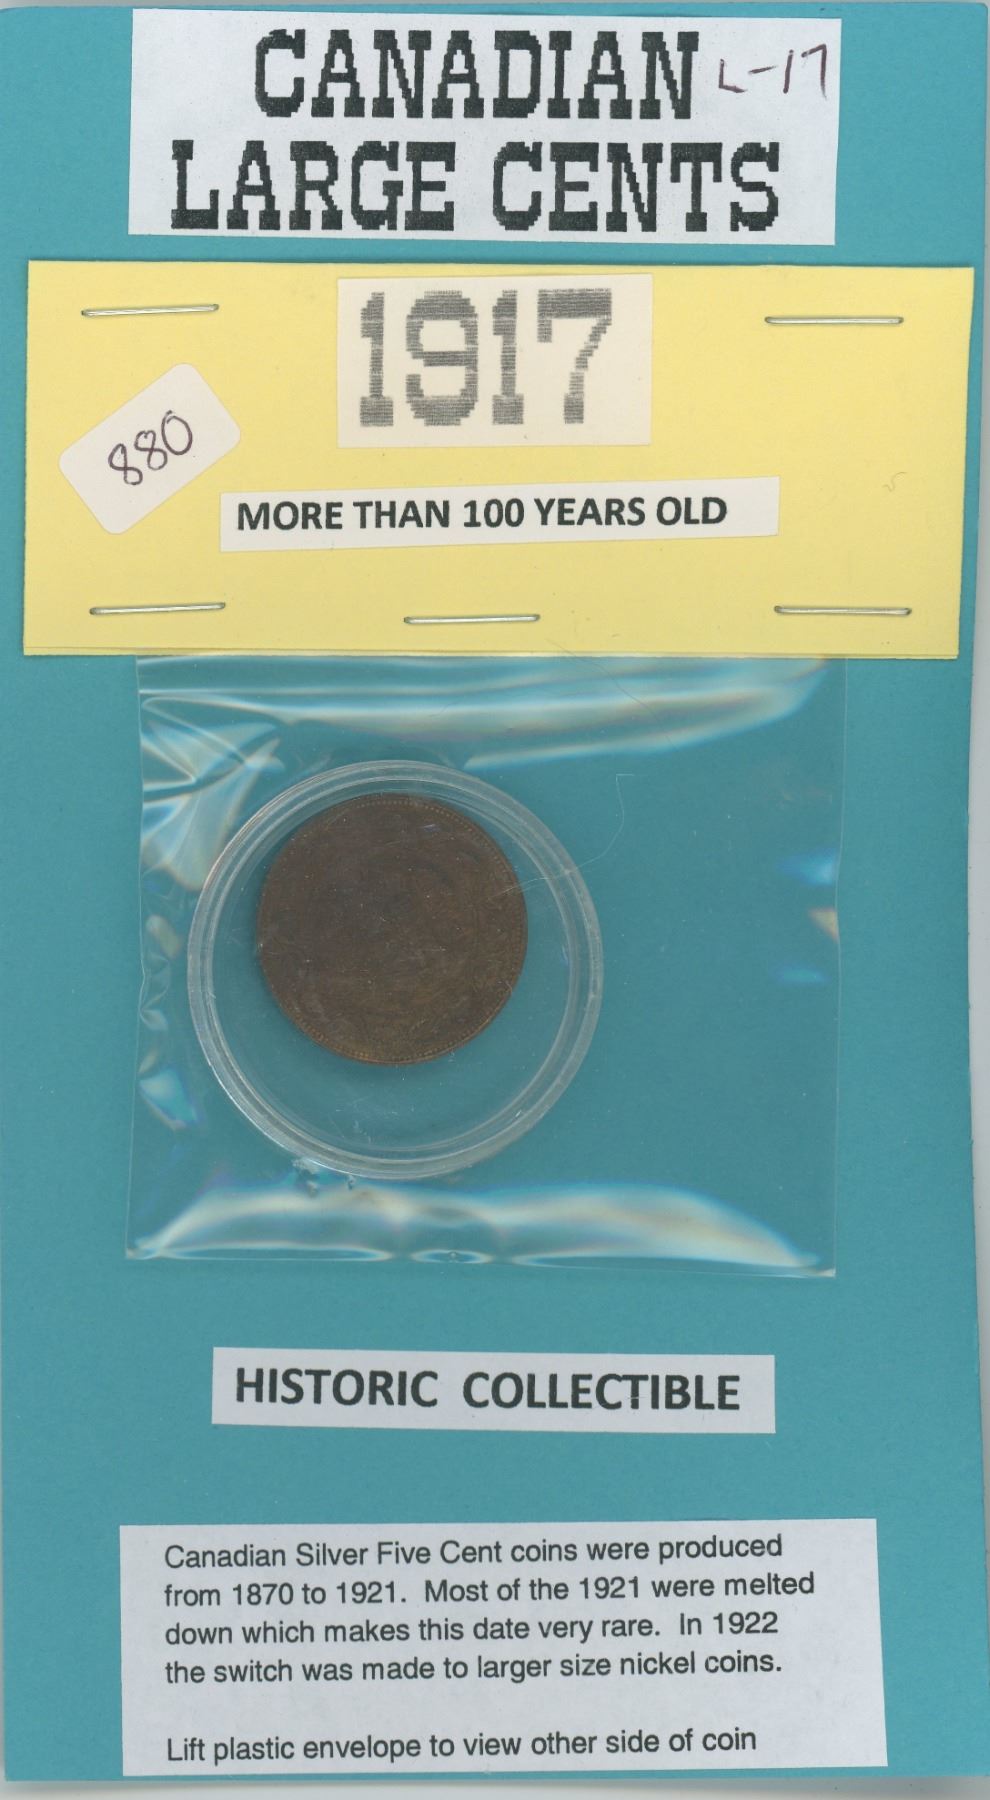 CANADIAN L-17
LARGE CENTS
1917
880
MORE THAN 100 YEARS OLD
HISTORIC COLLECTIBLE
Canadian Silver Five Cent coins were produced
from 1870 to 1921. Most of the 1921 were melted
down which makes this date very rare. In 1922
the switch was made to larger size nickel coins.
Lift plastic envelope to view other side of coin